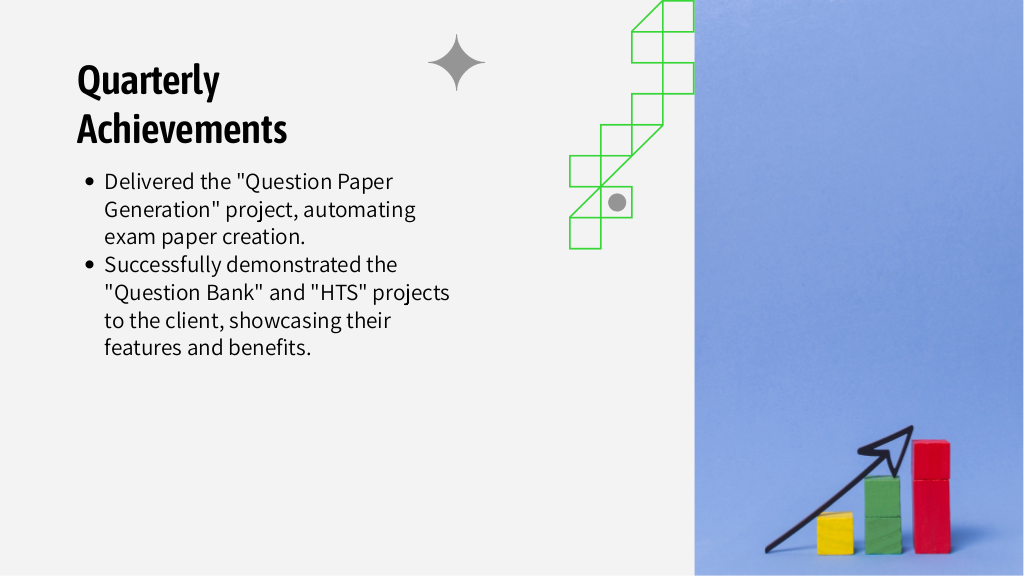 Quarterly
Achievements
• Delivered the "Question Paper
Generation" project, automating
exam paper creation.
• Successfully demonstrated the
"Question Bank" and "HTS" projects
to the client, showcasing their
features and benefits.